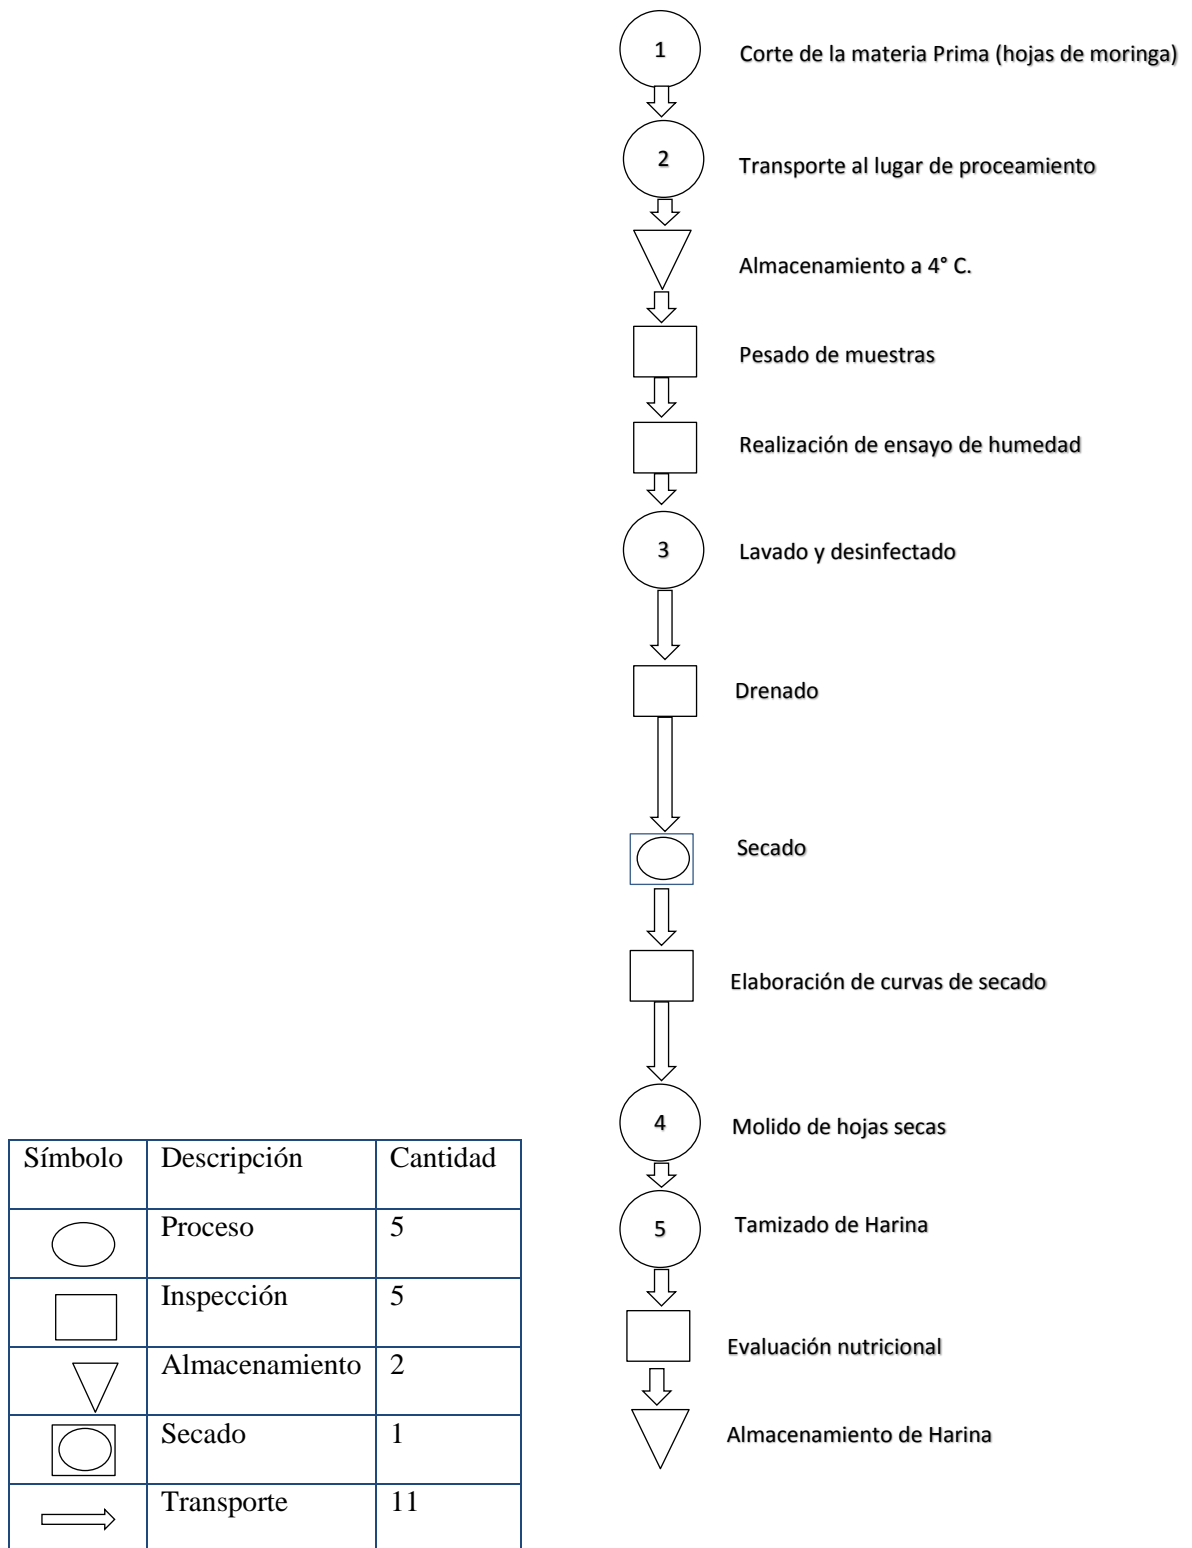 1 Corte de la materia Prima (hojas de moringa)
2 Transporte al lugar de proceamiento
Almacenamiento a 4° C.
Pesado de muestras
Realización de ensayo de humedad
3 Lavado y desinfectado
Drenado
Secado
Elaboración de curvas de secado
4 Molido de hojas secas
5 Tamizado de Harina
Evaluación nutricional
Almacenamiento de Harina
Símbolo Descripción Cantidad
Proceso 5
Inspección 5
Almacenamiento 2
Secado 1
Transporte 11